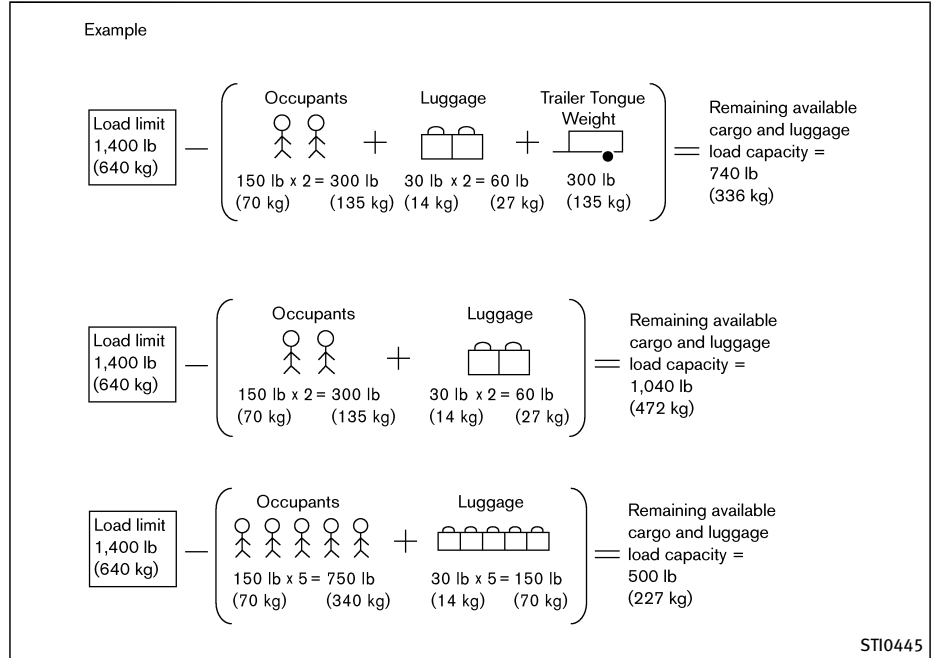 Example
Occupants
Luggage
Trailer Tongue
Weight
Load limit
1,400 lb
(640 kg)
150 lb x 2 = 300 lb
(70 kg) (135 kg)
30 lb x 2 = 60 lb
(14 kg) (27 kg)
300 lb
(135 kg)
Remaining available
cargo and luggage
load capacity =
740 lb
(336 kg)
Occupants
Luggage
Load limit
1,400 lb
(640 kg)
150 lb x 2 = 300 lb
(70 kg) (135 kg)
30 lb x 2 = 60 lb
(14 kg) (27 kg)
Remaining available
cargo and luggage
load capacity =
1,040 lb
(472 kg)
Occupants
Luggage
Load limit
1,400 lb
(640 kg)
150 lb x 5 = 750 lb
(70 kg) (340 kg)
30 lb x 5 = 150 lb
(14 kg) (70 kg)
Remaining available
cargo and luggage
load capacity =
500 lb
(227 kg)
STI0445